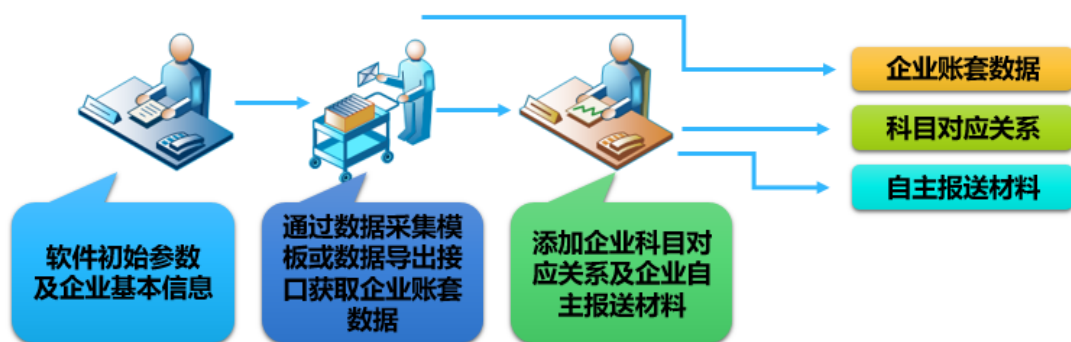 企业账套数据
科目对应关系
自主报送材料
软件初始参数
及企业基本信息
通过数据采集模
板或数据导出接
口获取企业账套
数据
添加企业科目对
应关系及企业自
主报送材料